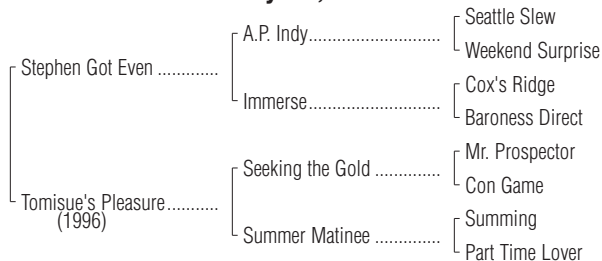 Seattle Slew
A.P. Indy
Weekend Surprise
Stephen Got Even
Cox's Ridge
Immerse
Baroness Direct
Mr. Prospector
Seeking the Gold
Con Game
Tomisue's Pleasure
(1996)
Summing
Summer Matinee
Part Time Lover